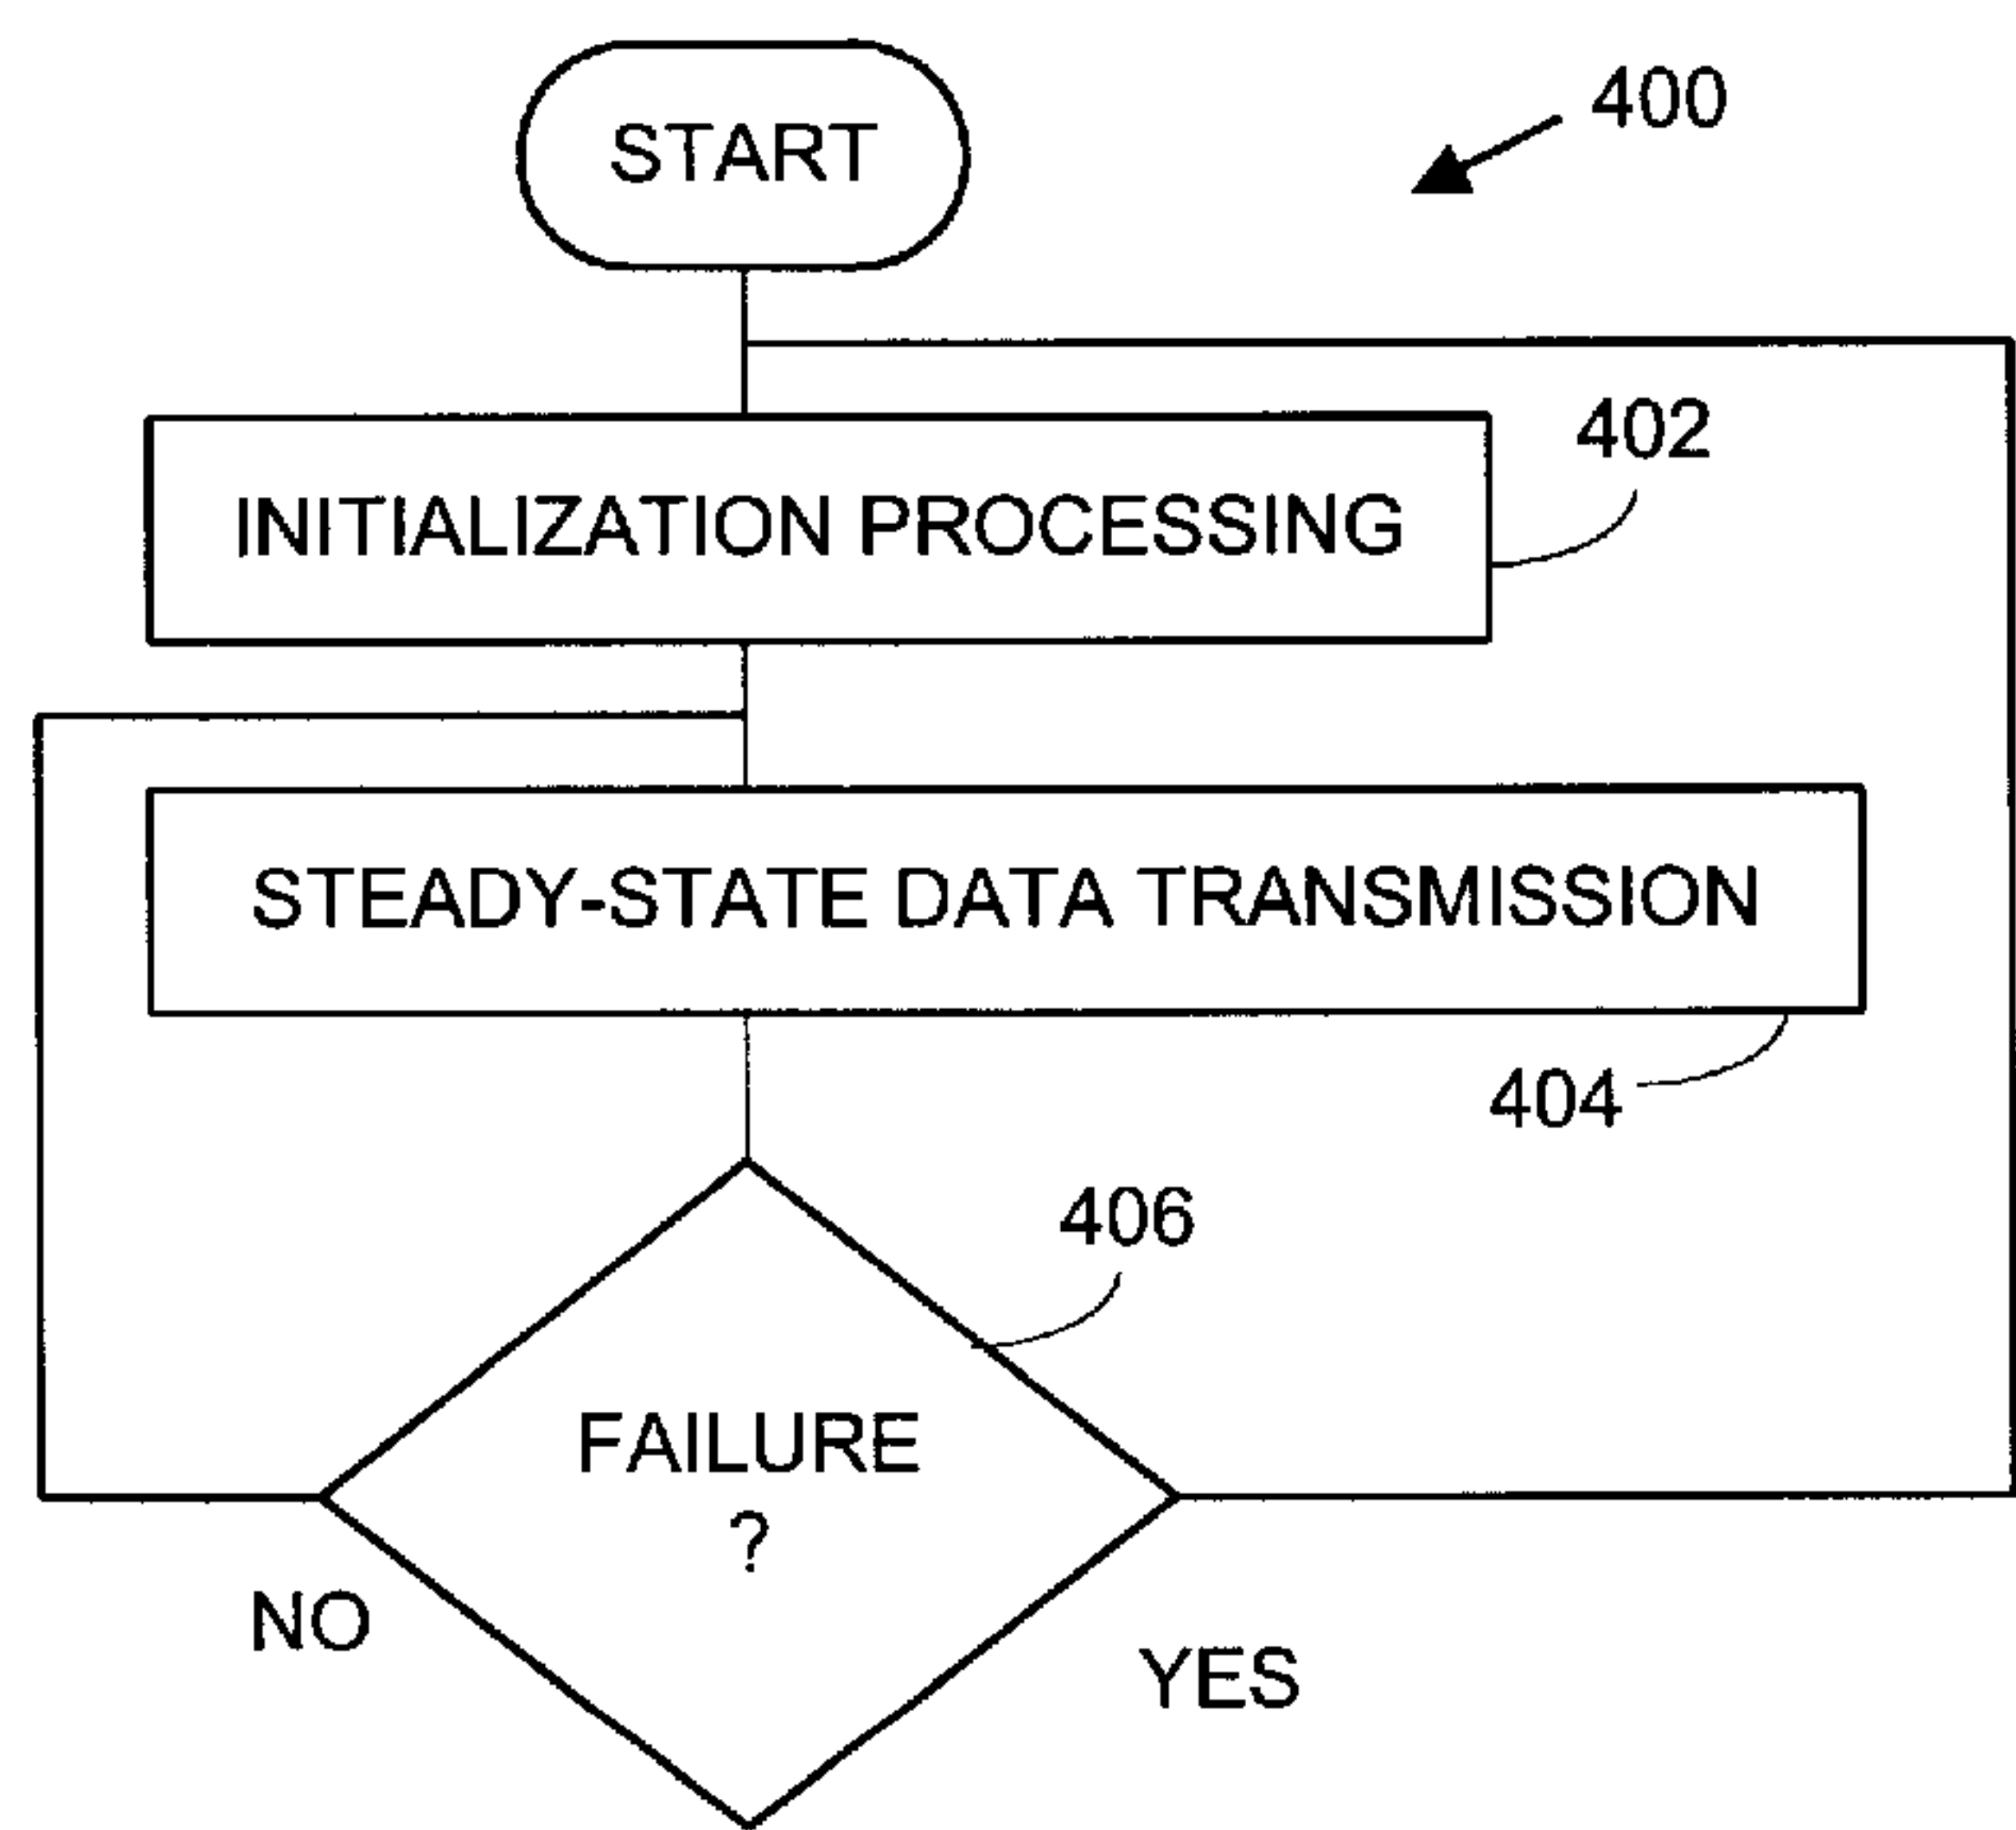 START
400
402
INITIALIZATION PROCESSING
STEADY-STATE DATA TRANSMISSION
404
406
FAILURE
?
NO
YES